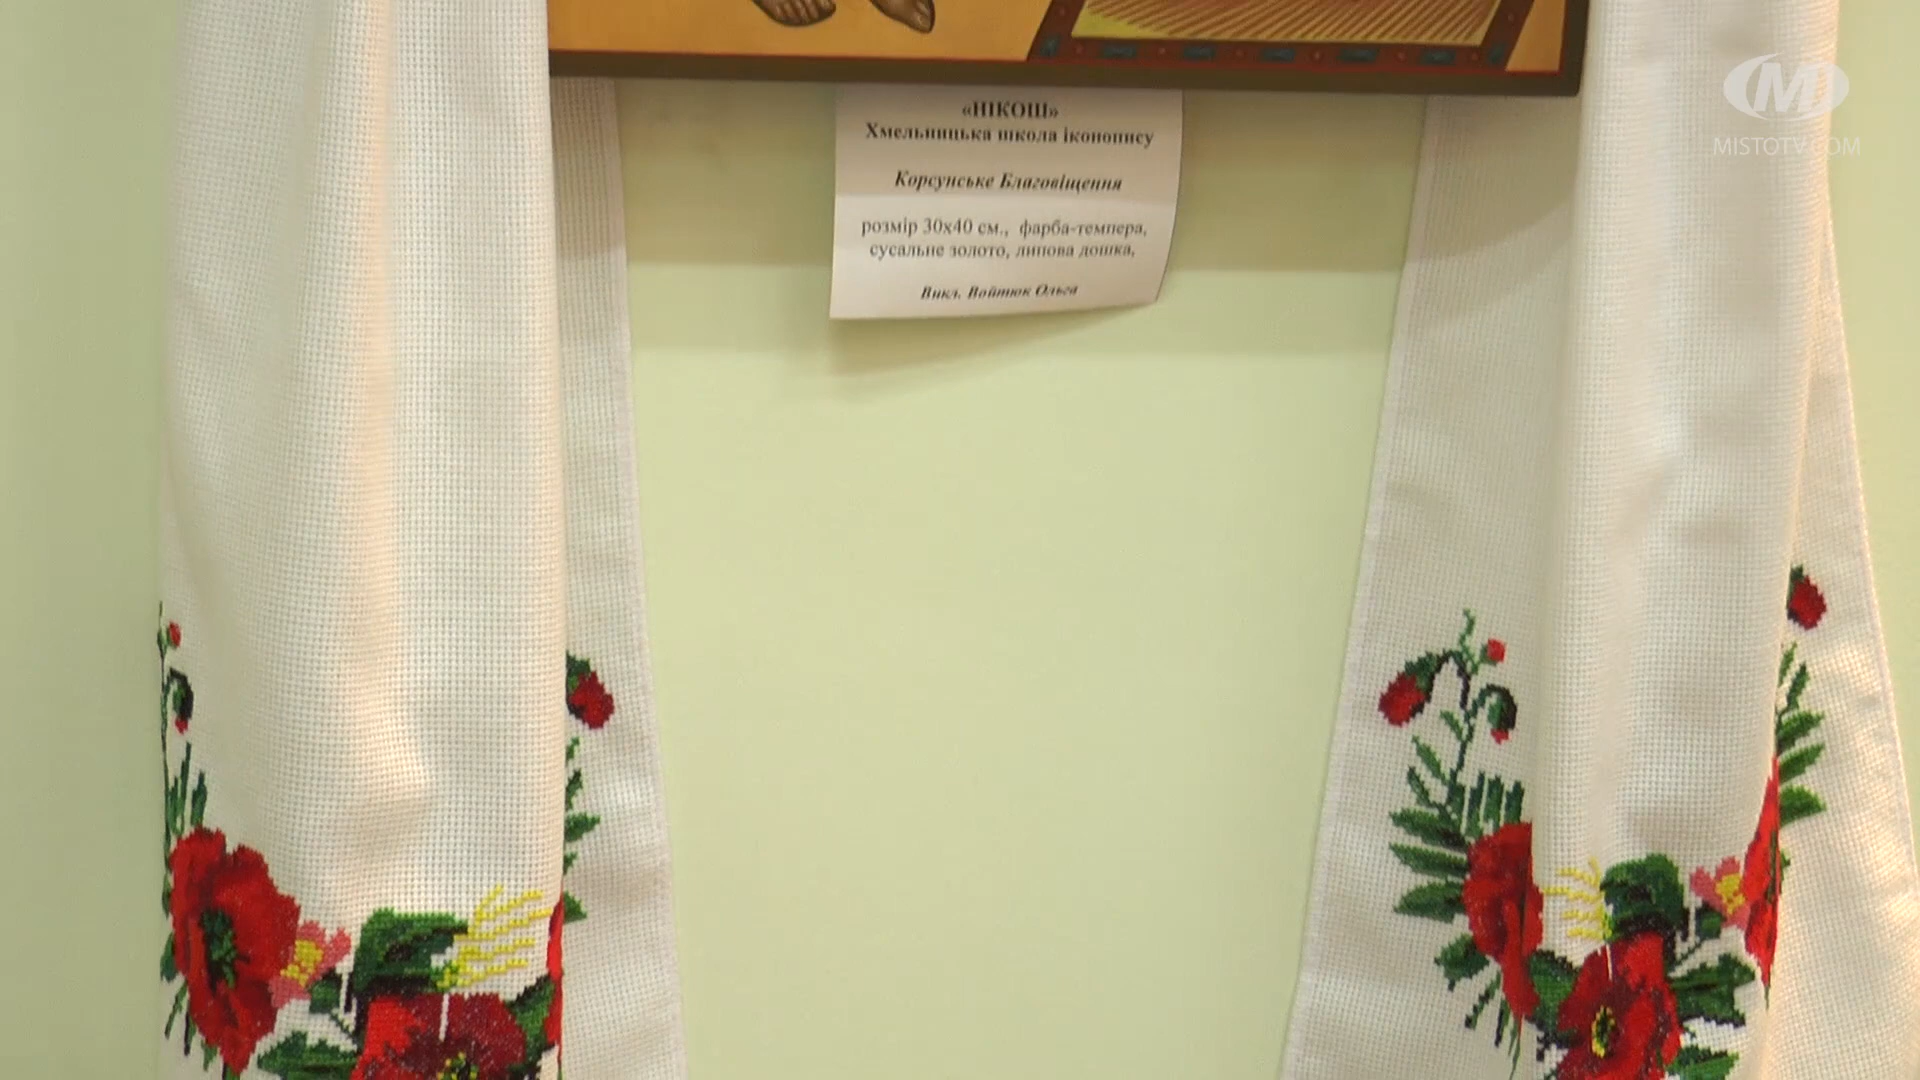 «НІКОШ»
Хмельницька школа іконопису
Корсунське Благовіщення
розмір 30х40 см., фарба-темпера,
сусальне золото, липова дошка,
Викл. Войтюк Ольга
M
MISTOTV.COM